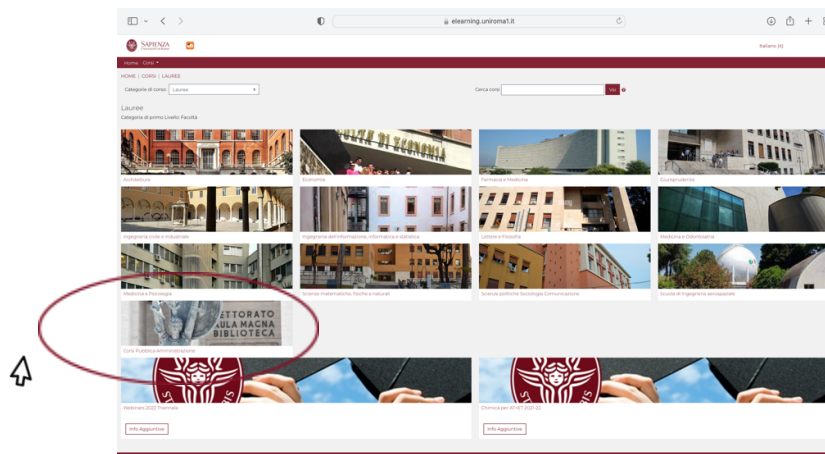 elearning.uniroma1.it
SAPIENZA
Italiano (it)
Home Corsi
HOME | CORSI | LAUREE
Categorie di corso: Lauree
Cerca corsi Vai
Lauree
Categoria di primo Livello: Facoltà
DI ECONOMIA
Architettura
Economia
Farmacia e Medicina
Giurisprudenza
Ingegneria civile e industriale
Ingegneria dell'informazione, informatica e statistica
Lettere e Filosofia
Medicina e Odontoiatria
Medicina e Psicologia
Scienze matematiche, fisiche e naturali
Scienze politiche Sociologia Comunicazione
Scuola di ingegneria aerospaziale
ETTORATO
AULA MAGNA
BIBLIOTECA
Corsi Pubblica Amministrazione
Webinars 2022 Triennale
Chimica per AT+ST 2021-22
Info Aggiuntive
Info Aggiuntive